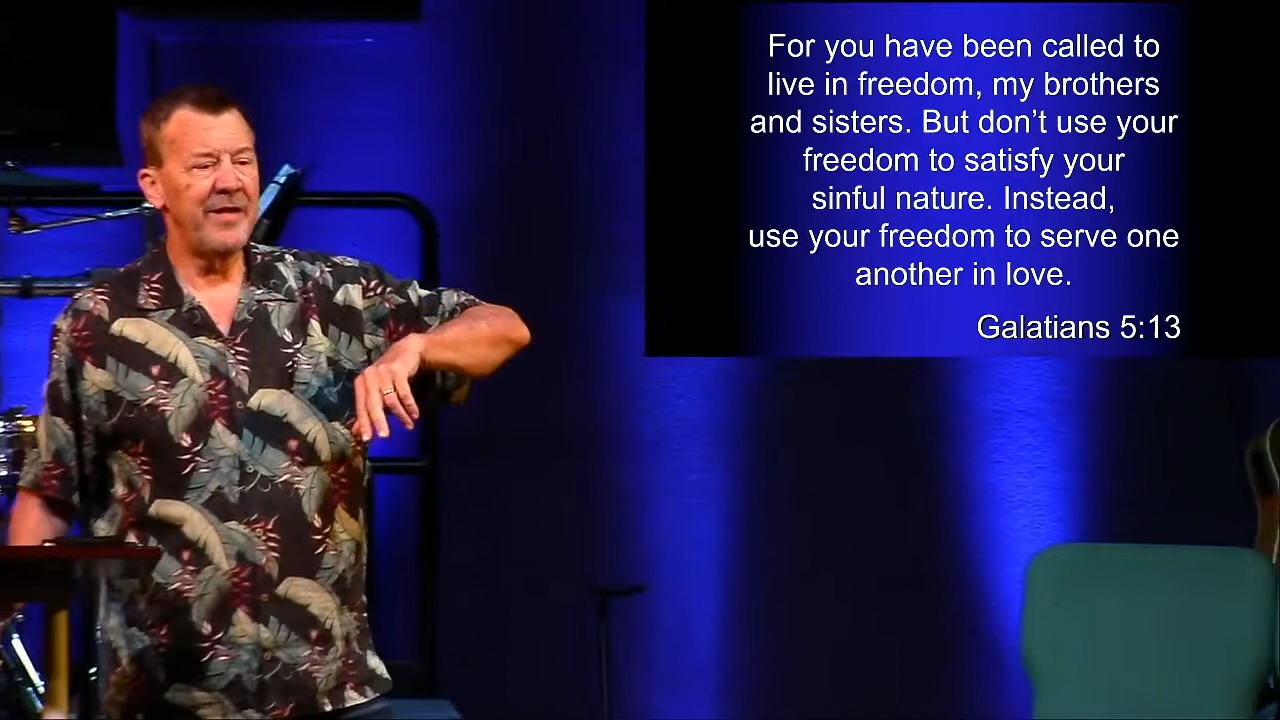 For you have been called to
live in freedom, my brothers
and sisters. But don’t use your
freedom to satisfy your
sinful nature. Instead,
use your freedom to serve one
another in love.
Galatians 5:13